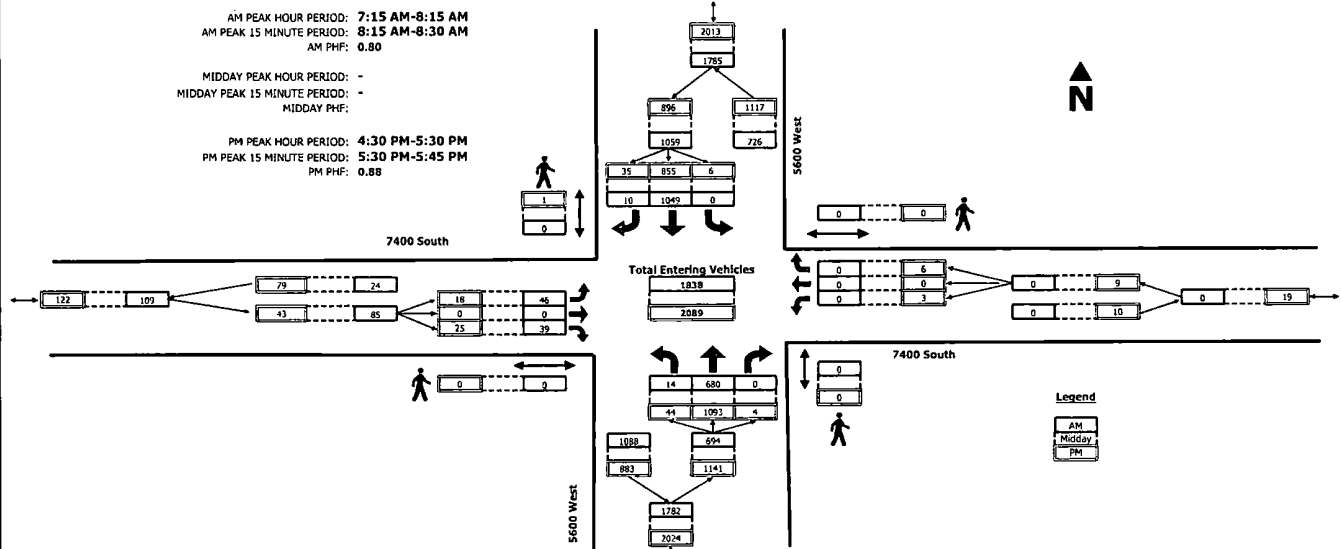 AM PEAK HOUR PERIOD: 7:15 AM-8:15 AM
AM PEAK 15 MINUTE PERIOD: 8:15 AM-8:30 AM
AM PHF: 0.80
MIDDAY PEAK HOUR PERIOD: -
MIDDAY PEAK 15 MINUTE PERIOD: -
MIDDAY PHF:
PM PEAK HOUR PERIOD: 4:30 PM-5:30 PM
PM PEAK 15 MINUTE PERIOD: 5:30 PM-5:45 PM
PM PHF: 0.88
2013
1785
896 1117
1059 726
35 855 6
10 1049 0
N
5600 West
1
0
7400 South
0 0
Total Entering Vehicles
1838
2089
122 109
79 24
43 85
18 46
0 0
25 39
0 6
0 0
0 3
0 9
0 10
0 19
7400 South
0 0
14 680 0
44 1093 4
1088 694
883 1141
1782
2024
5600 West
0
0
Legend
AM
Midday
PM